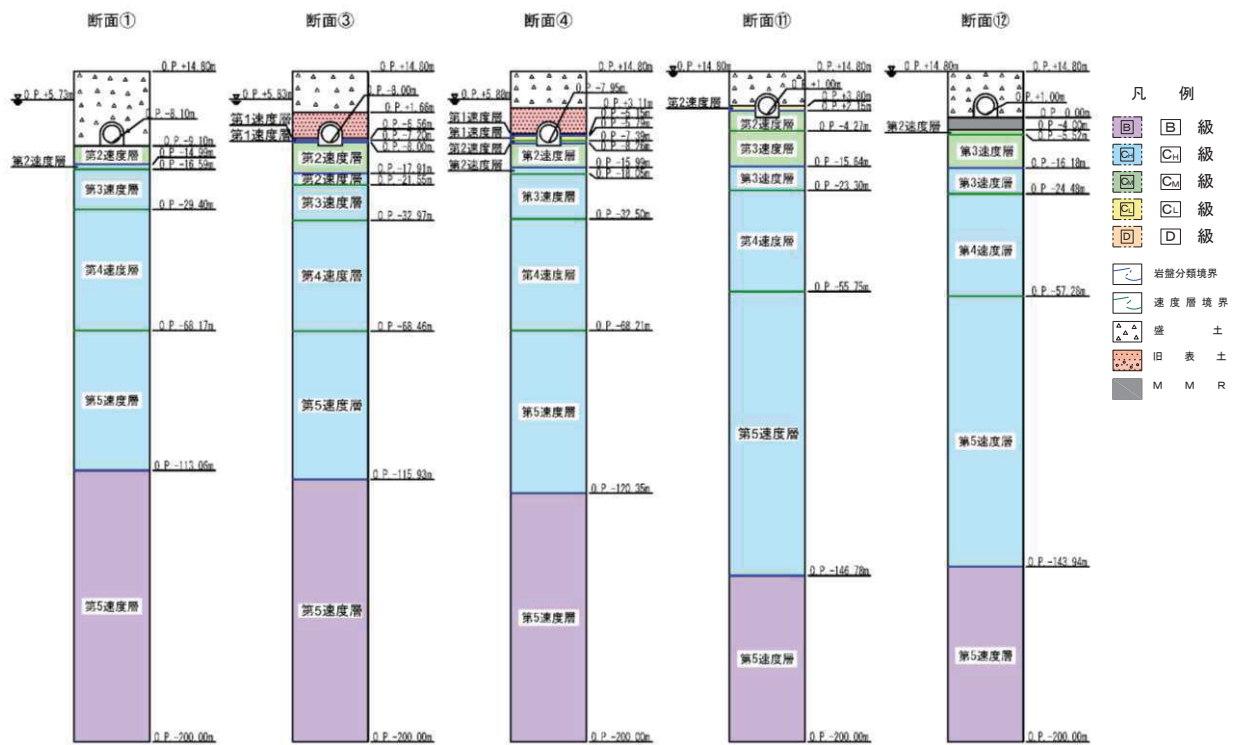 断面①
O.P.+14.80m
O.P.+5.73m
O.P.-8.10m
O.P.-9.10m
O.P.-14.99m
O.P.-16.59m
O.P.-29.40m
O.P.-68.17m
O.P.-113.06m
O.P.-200.00m
第2速度層
第2速度層
第3速度層
第4速度層
第5速度層
第5速度層
断面③
O.P.+14.80m
O.P.+5.83m
O.P.-8.00m
O.P.+1.66m
O.P.-7.20m
O.P.-8.00m
O.P.-17.91m
O.P.-21.55m
O.P.-32.97m
O.P.-68.46m
O.P.-115.93m
O.P.-200.00m
第1速度層
第1速度層
第2速度層
第2速度層
第3速度層
第4速度層
第5速度層
第5速度層
断面④
O.P.+14.80m
O.P.+5.88m
O.P.-7.95m
O.P.+3.11m
O.P.-7.39m
O.P.-15.99m
O.P.-18.05m
O.P.-32.50m
O.P.-68.21m
O.P.-120.35m
O.P.-200.00m
第1速度層
第1速度層
第2速度層
第2速度層
第2速度層
第3速度層
第4速度層
第5速度層
第5速度層
断面⑪
O.P.+14.80m
O.P.+14.80m
O.P.+1.00m
O.P.+3.80m
O.P.+2.15m
O.P.-4.27m
O.P.-15.64m
O.P.-23.30m
O.P.-55.75m
O.P.-146.78m
O.P.-200.00m
第2速度層
第2速度層
第3速度層
第3速度層
第4速度層
第5速度層
第5速度層
断面⑫
O.P.+14.80m
O.P.+14.80m
O.P.+1.00m
O.P. 0.00m
O.P.-4.00m
O.P.-5.52m
O.P.-16.18m
O.P.-24.48m
O.P.-57.28m
O.P.-143.94m
O.P.-200.00m
第2速度層
第3速度層
第3速度層
第4速度層
第5速度層
第5速度層
凡 例
B B 級
CH CH 級
CM CM 級
CL CL 級
D D 級
岩盤分類境界
速度層境界
盛 土
旧 表 土
M M R